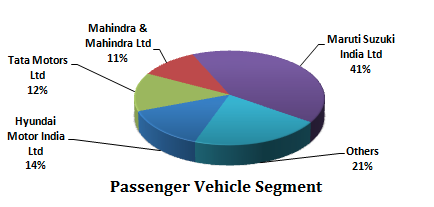 Mahindra &
Mahindra Ltd
11%
Maruti Suzuki
India Ltd
41%
Tata Motors
Ltd
12%
Hyundai
Motor India
Ltd
14%
Others
21%
Passenger Vehicle Segment